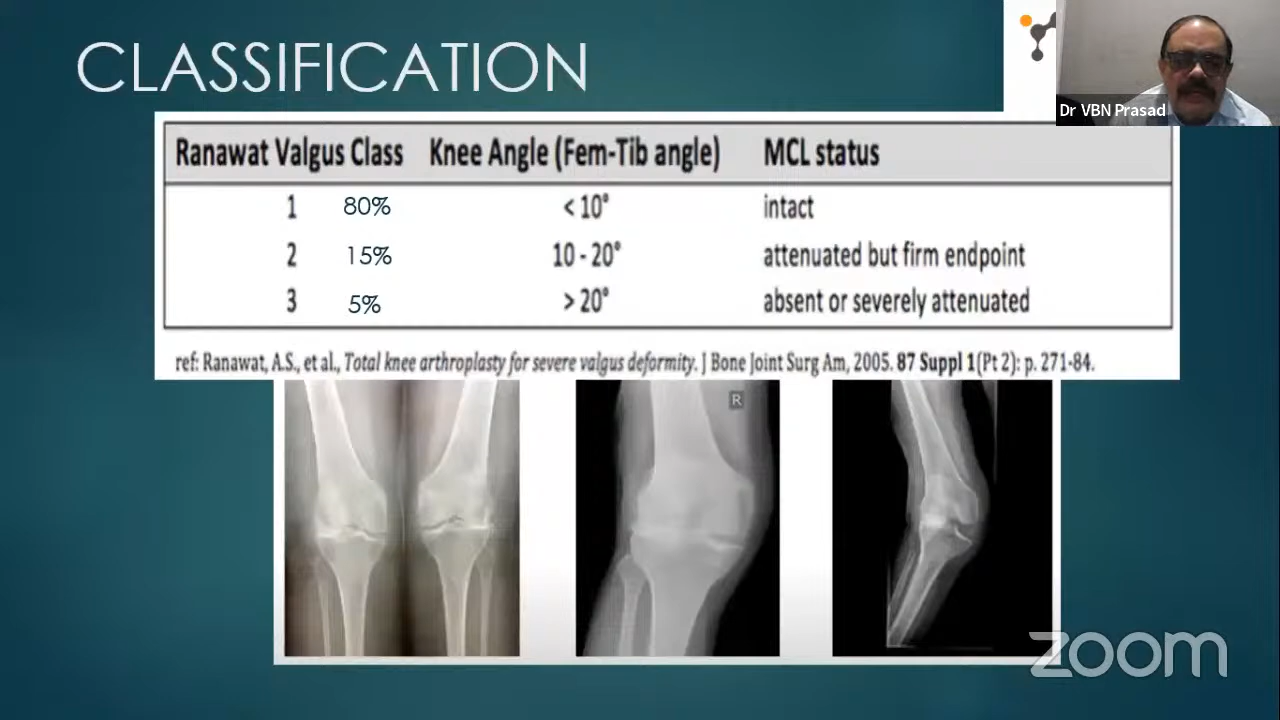 CLASSIFICATION
Dr VBN Prasad
Ranawat Valgus Class Knee Angle (Fem-Tib angle) MCL status
1 80% < 10° intact
2 15% 10 - 20° attenuated but firm endpoint
3 5% > 20° absent or severely attenuated
ref: Ranawat, A.S., et al., Total knee arthroplasty for severe valgus deformity. J Bone Joint Surg Am, 2005. 87 Suppl 1(Pt 2): p. 271-84.
R
zoom